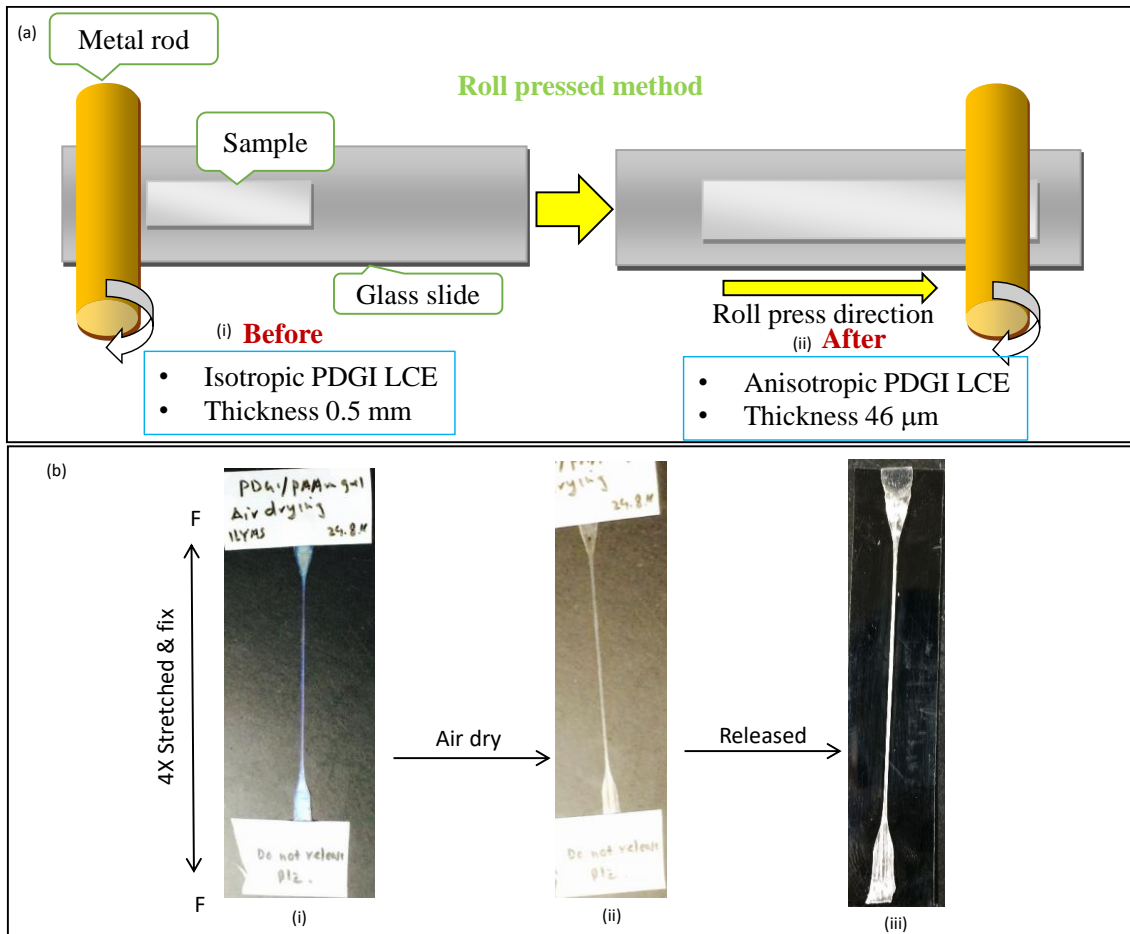 (a)
Metal rod
Roll pressed method
Sample
Glass slide
Roll press direction
(i) Before
(ii) After
• Isotropic PDGI LCE
• Thickness 0.5 mm
• Anisotropic PDGI LCE
• Thickness 46 μm
(b)
F
4X Stretched & fix
F
PDGI/PAAm gel
Air drying
24.8.
Do not release
plz.
(i)
Air dry
rying
24.8.
Do not release
plz.
(ii)
Released
(iii)